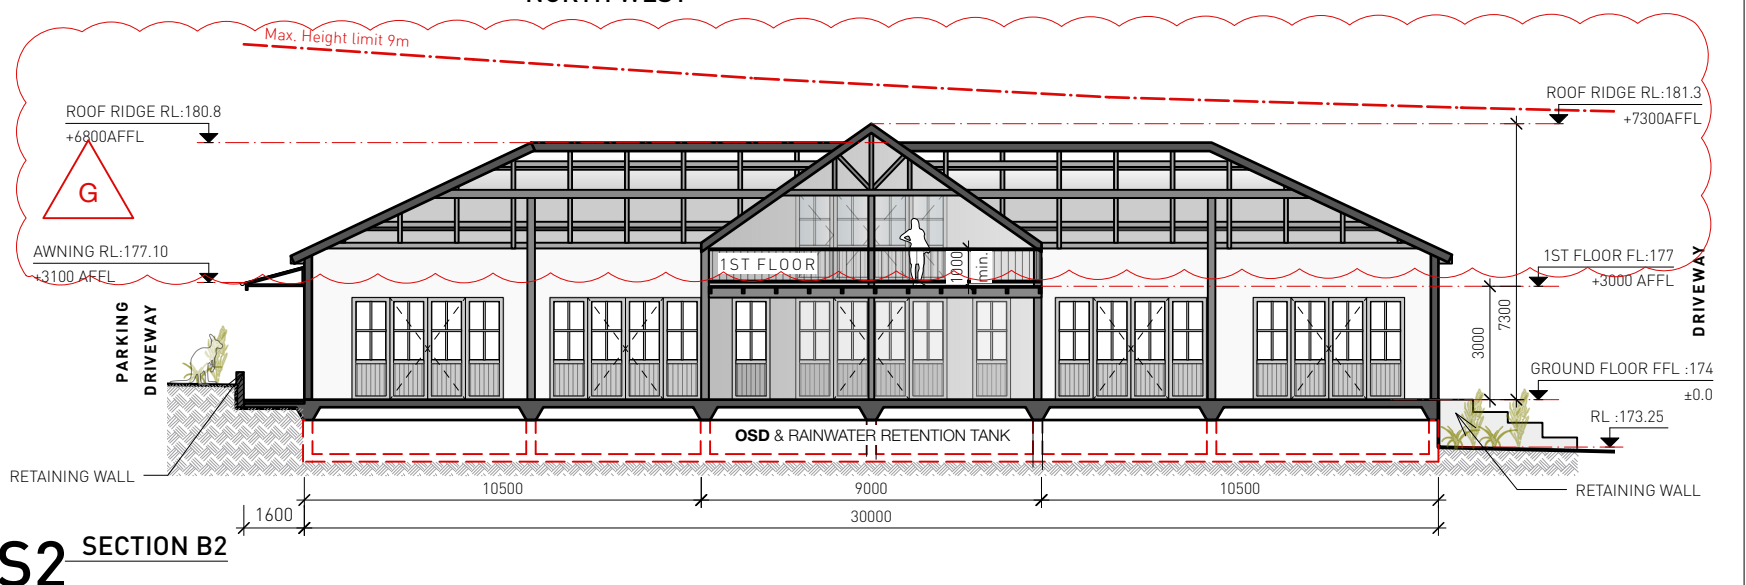 NORTH WEST
Max. Height limit 9m
ROOF RIDGE RL:180.8
+6800AFFL
G
AWNING RL:177.10
+3100 AFFL
PARKING
DRIVEWAY
ROOF RIDGE RL:181.3
+7300AFFL
1ST FLOOR
1000
min.
1ST FLOOR FL:177
+3000 AFFL
DRIVEWAY
7300
3000
GROUND FLOOR FFL :174
±0.0
RL :173.25
OSD & RAINWATER RETENTION TANK
RETAINING WALL
RETAINING WALL
10500
9000
10500
1600
30000
S2
SECTION B2